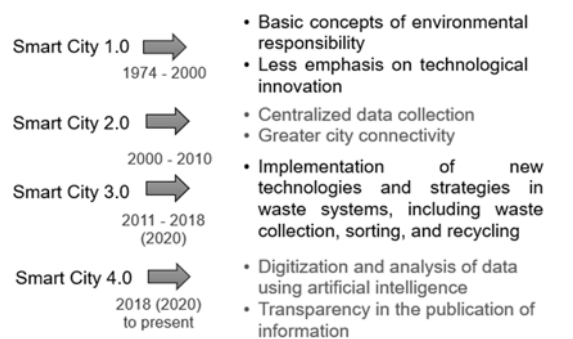 Smart City 1.0
1974 - 2000
• Basic concepts of environmental
responsibility
• Less emphasis on technological
innovation
Smart City 2.0
2000 - 2010
• Centralized data collection
• Greater city connectivity
Smart City 3.0
2011 - 2018
(2020)
• Implementation of new
technologies and strategies in
waste systems, including waste
collection, sorting, and recycling
Smart City 4.0
2018 (2020)
to present
• Digitization and analysis of data
using artificial intelligence
• Transparency in the publication of
information